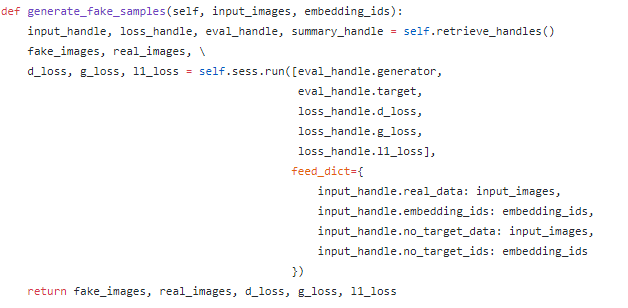 def generate_fake_samples(self, input_images, embedding_ids):
    input_handle, loss_handle, eval_handle, summary_handle = self.retrieve_handles()
    fake_images, real_images, \
    d_loss, g_loss, l1_loss = self.sess.run([eval_handle.generator,
                                             eval_handle.target,
                                             loss_handle.d_loss,
                                             loss_handle.g_loss,
                                             loss_handle.l1_loss],
                                            feed_dict={
                                                input_handle.real_data: input_images,
                                                input_handle.embedding_ids: embedding_ids,
                                                input_handle.no_target_data: input_images,
                                                input_handle.no_target_ids: embedding_ids
                                            })
    return fake_images, real_images, d_loss, g_loss, l1_loss